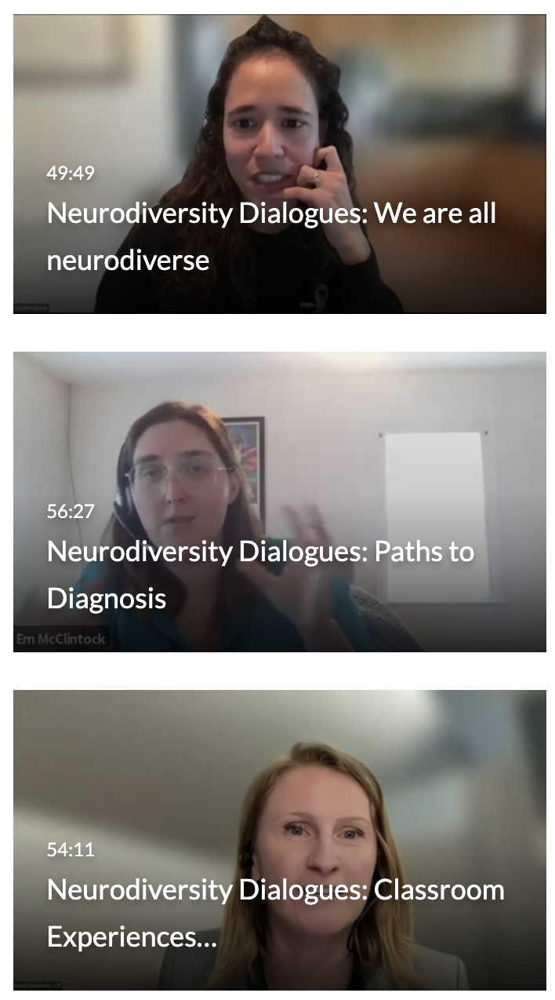 49:49
Neurodiversity Dialogues: We are all
neurodiverse
56:27
Neurodiversity Dialogues: Paths to
Diagnosis
Em McClintock
54:11
Neurodiversity Dialogues: Classroom
Experiences...